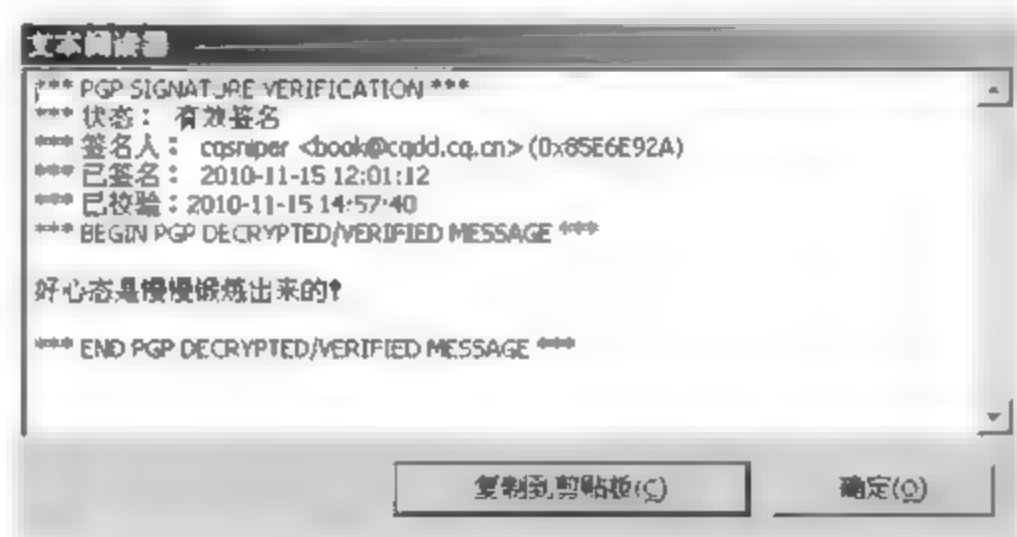 文本阅读器
*** PGP SIGNATURE VERIFICATION ***
*** 状态： 有效签名
*** 签名人： cqsniper <book@cqdd.cq.cn> (0x85E6E92A)
*** 已签名： 2010-11-15 12:01:12
*** 已校验：2010-11-15 14:57:40
*** BEGIN PGP DECRYPTED/VERIFIED MESSAGE ***
好心态是慢慢锻炼出来的！
*** END PGP DECRYPTED/VERIFIED MESSAGE ***
复制到剪贴板(C) 确定(O)